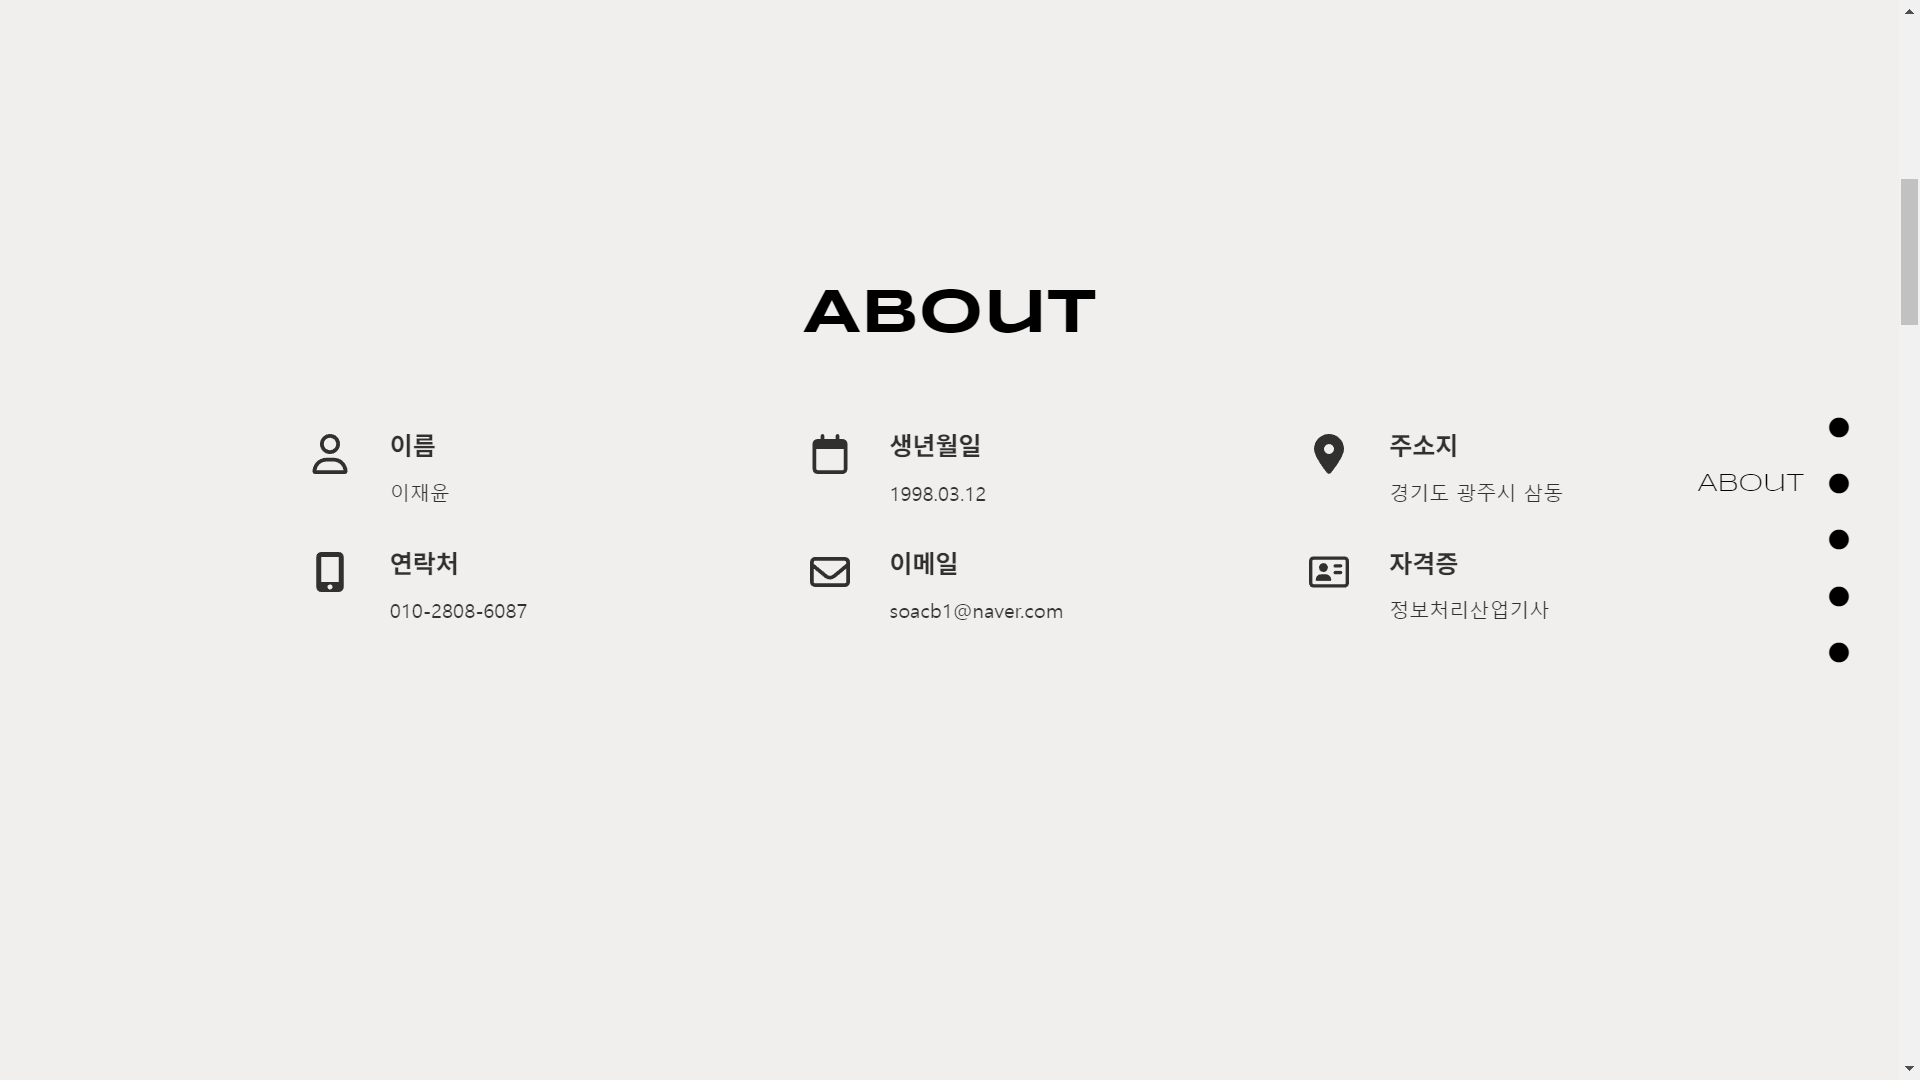 ABOUT
이름
이재윤
생년월일
1998.03.12
주소지
경기도 광주시 삼동
ABOUT
연락처
010-2808-6087
이메일
soacb1@naver.com
자격증
정보처리산업기사